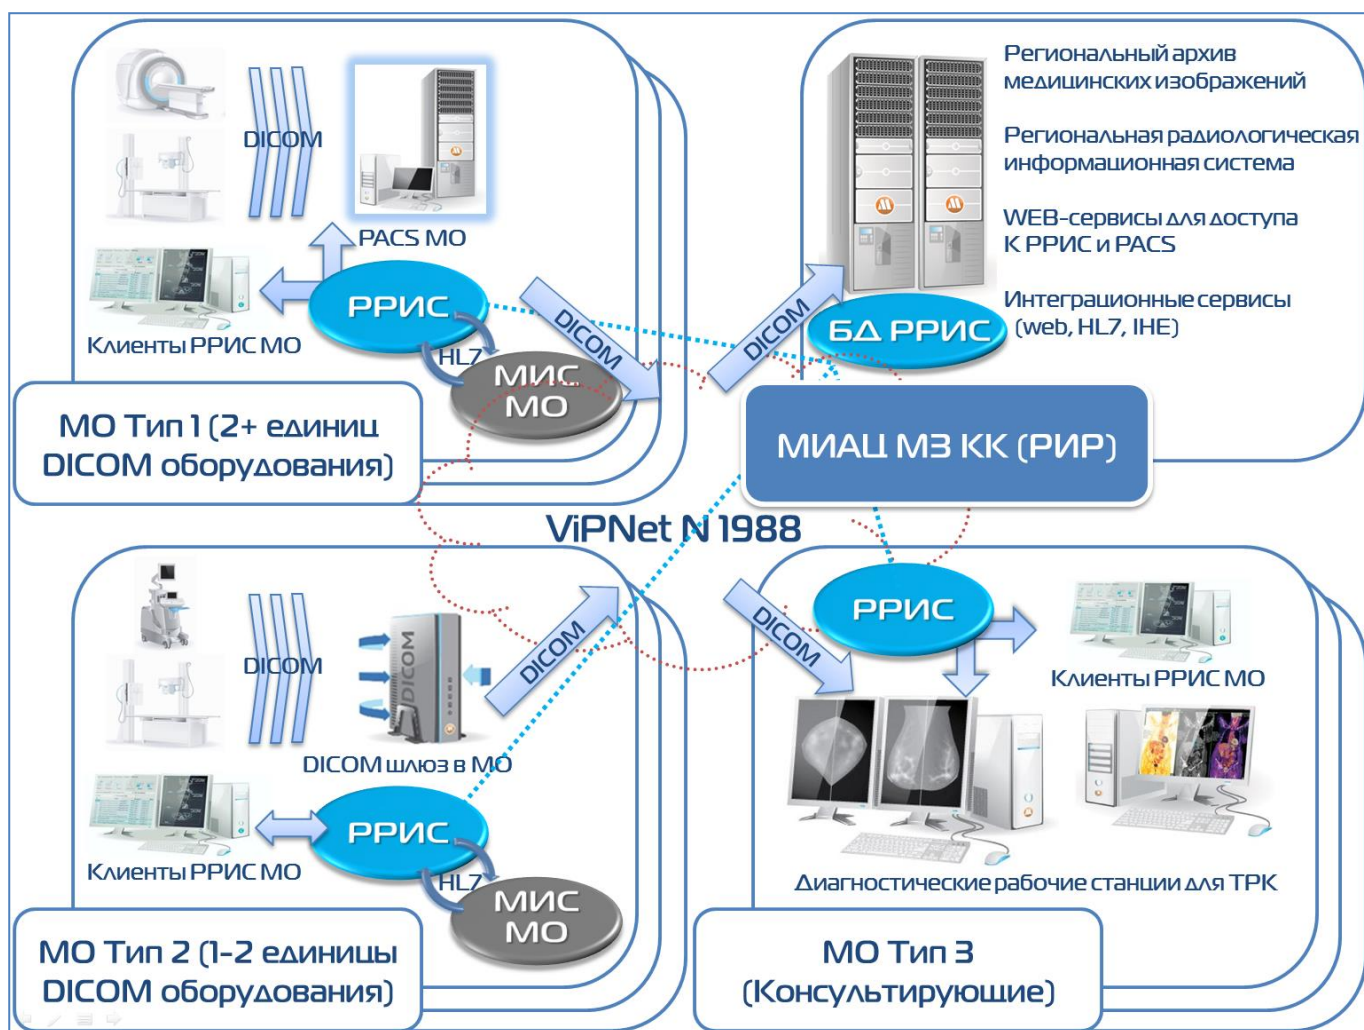 DICOM
PACS МО
РРИС
Клиенты РРИС МО
HL7
МИС
МО
DICOM
МО Тип 1 (2+ единиц
DICOM оборудования)
DICOM
БД РРИС
Региональный архив
медицинских изображений
Региональная радиологическая
информационная система
WEB-сервисы для доступа
К РРИС и PACS
Интеграционные сервисы
(web, HL7, IHE)
МИАЦ МЗ КК (РИР)
ViPNet N 1988
DICOM
DICOM
DICOM шлюз в МО
DICOM
РРИС
Клиенты РРИС МО
HL7
МИС
МО
МО Тип 2 (1-2 единицы
DICOM оборудования)
DICOM
РРИС
Клиенты РРИС МО
Диагностические рабочие станции для ТРК
МО Тип 3
(Консультирующие)